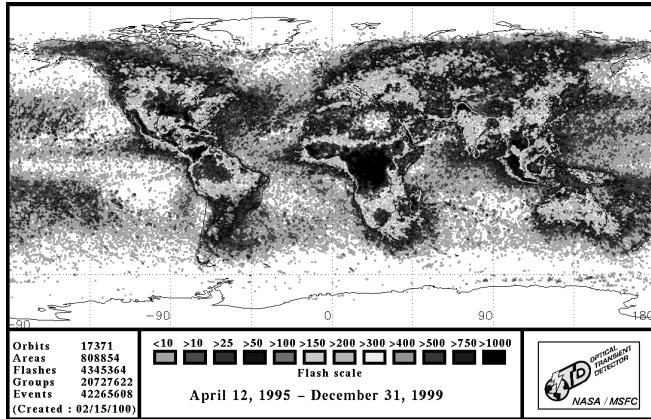 -90 -90 0 90 180
Orbits 17371
Areas 808854
Flashes 4345364
Groups 20727622
Events 42265608
(Created : 02/15/100)
<10 >10 >25 >50 >100 >150 >200 >300 >400 >500 >750 >1000
Flash scale
April 12, 1995 – December 31, 1999
OTD
OPTICAL
TRANSIENT
DETECTOR
NASA / MSFC